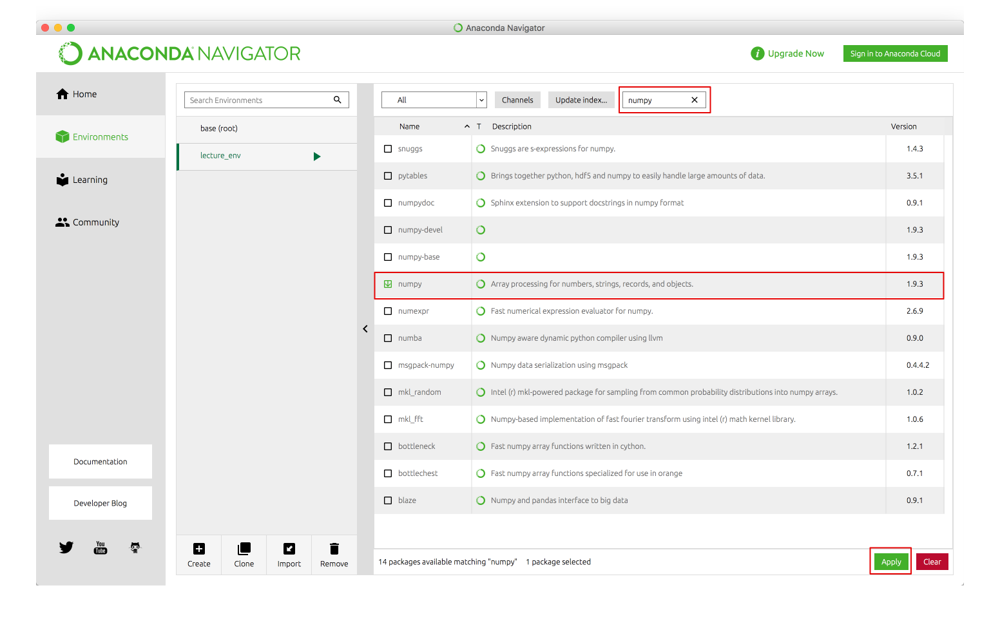 Anaconda Navigator
ANACONDA NAVIGATOR
i Upgrade Now
Sign in to Anaconda Cloud
Home
Environments
Learning
Community
Documentation
Developer Blog
You Tube
Search Environments
base (root)
lecture_env
Create Clone Import Remove
All Channels Update index... numpy
Name T Description Version
snuggs Snuggs are s-expressions for numpy. 1.4.3
pytables Brings together python, hdf5 and numpy to easily handle large amounts of data. 3.5.1
numpydoc Sphinx extension to support docstrings in numpy format 0.9.1
numpy-devel 1.9.3
numpy-base 1.9.3
numpy Array processing for numbers, strings, records, and objects. 1.9.3
numexpr Fast numerical expression evaluator for numpy. 2.6.9
numba Numpy aware dynamic python compiler using llvm 0.9.0
msgpack-numpy Numpy data serialization using msgpack 0.4.4.2
mkl_random Intel (r) mkl-powered package for sampling from common probability distributions into numpy arrays. 1.0.2
mkl_fft Numpy-based implementation of fast fourier transform using intel (r) math kernel library. 1.0.6
bottleneck Fast numpy array functions written in cython. 1.2.1
bottlechest Fast numpy array functions specialized for use in orange 0.7.1
blaze Numpy and pandas interface to big data 0.9.1
14 packages available matching "numpy" 1 package selected
Apply Clear